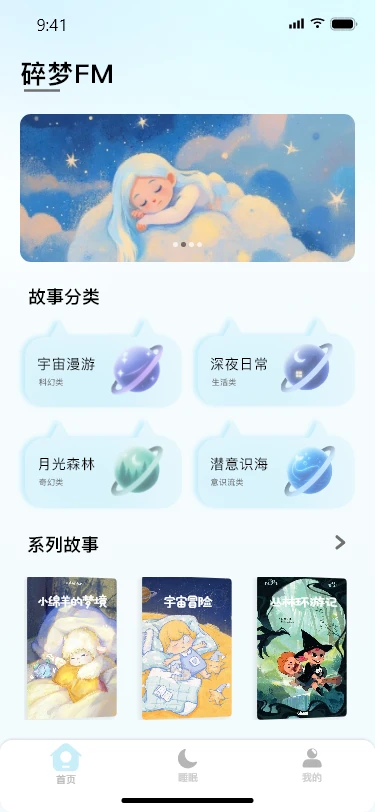 9:41
碎梦FM
故事分类
宇宙漫游
科幻类
深夜日常
生活类
月光森林
奇幻类
潜意识海
意识流类
系列故事
小绵羊的梦境
宇宙冒险
丛林环游记
首页
睡眠
我的